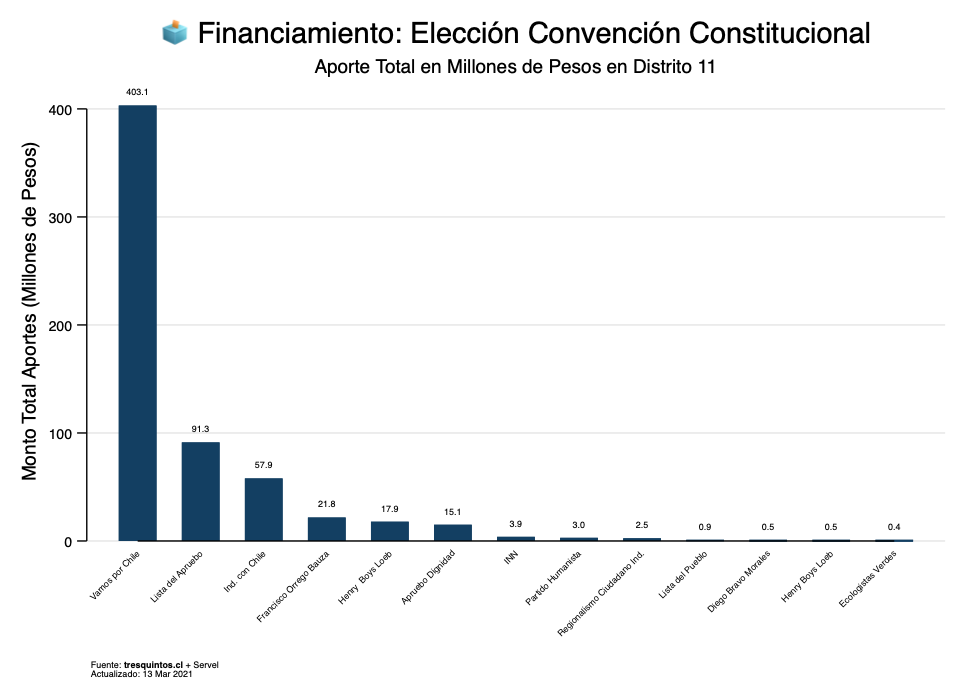 Financiamiento: Elección Convención Constitucional
Aporte Total en Millones de Pesos en Distrito 11
Monto Total Aportes (Millones de Pesos)
400
300
200
100
0
403.1
91.3
57.9
21.8
17.9
15.1
3.9
3.0
2.5
0.9
0.5
0.5
0.4
Vamos por Chile
Lista del Apruebo
Ind. con Chile
Francisco Orrego Bauza
Henry  Boys Loeb
Apruebo Dignidad
INN
Partido Humanista
Regionalismo Ciudadano Ind.
Lista del Pueblo
Diego Bravo Morales
Henry Boys Loeb
Ecologistas Verdes
Fuente: tresquintos.cl + Servel
Actualizado: 13 Mar 2021